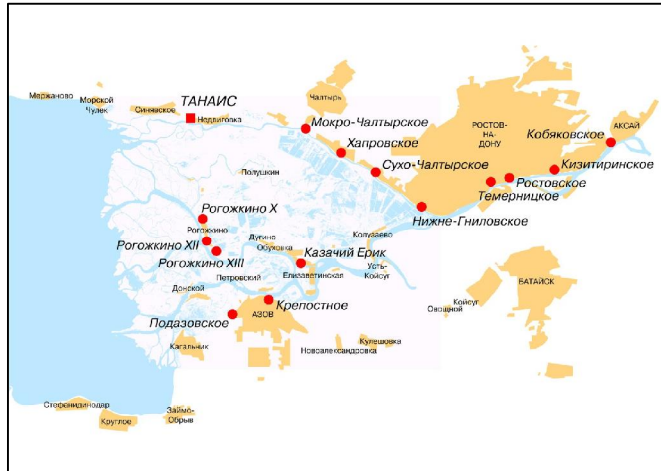 Мержаново
Морской
Чулек
Синявское
ТАНАИС
Недвиговка
Чалтырь
Мокро-Чалтырское
Хапровское
Сухо-Чалтырское
РОСТОВ-
НА-
ДОНУ
Кобяковское
АКСАЙ
Кизитиринское
Ростовское
Темерницкое
Нижне-Гниловское
Полушкин
Рогожкино X
Рогожкино
Рогожкино XII
Рогожкино XIII
Дугино
Обуховка
Колузаево
Казачий Ерик
Петровский
Елизаветинская
Усть-
Койсуг
Донской
Крепостное
Подазовское
АЗОВ
Кагальник
Новоалександровка
Кулешовка
Овощной
Койсуг
БАТАЙСК
Стефанидинодар
Круглое
Займо-
Обрыв